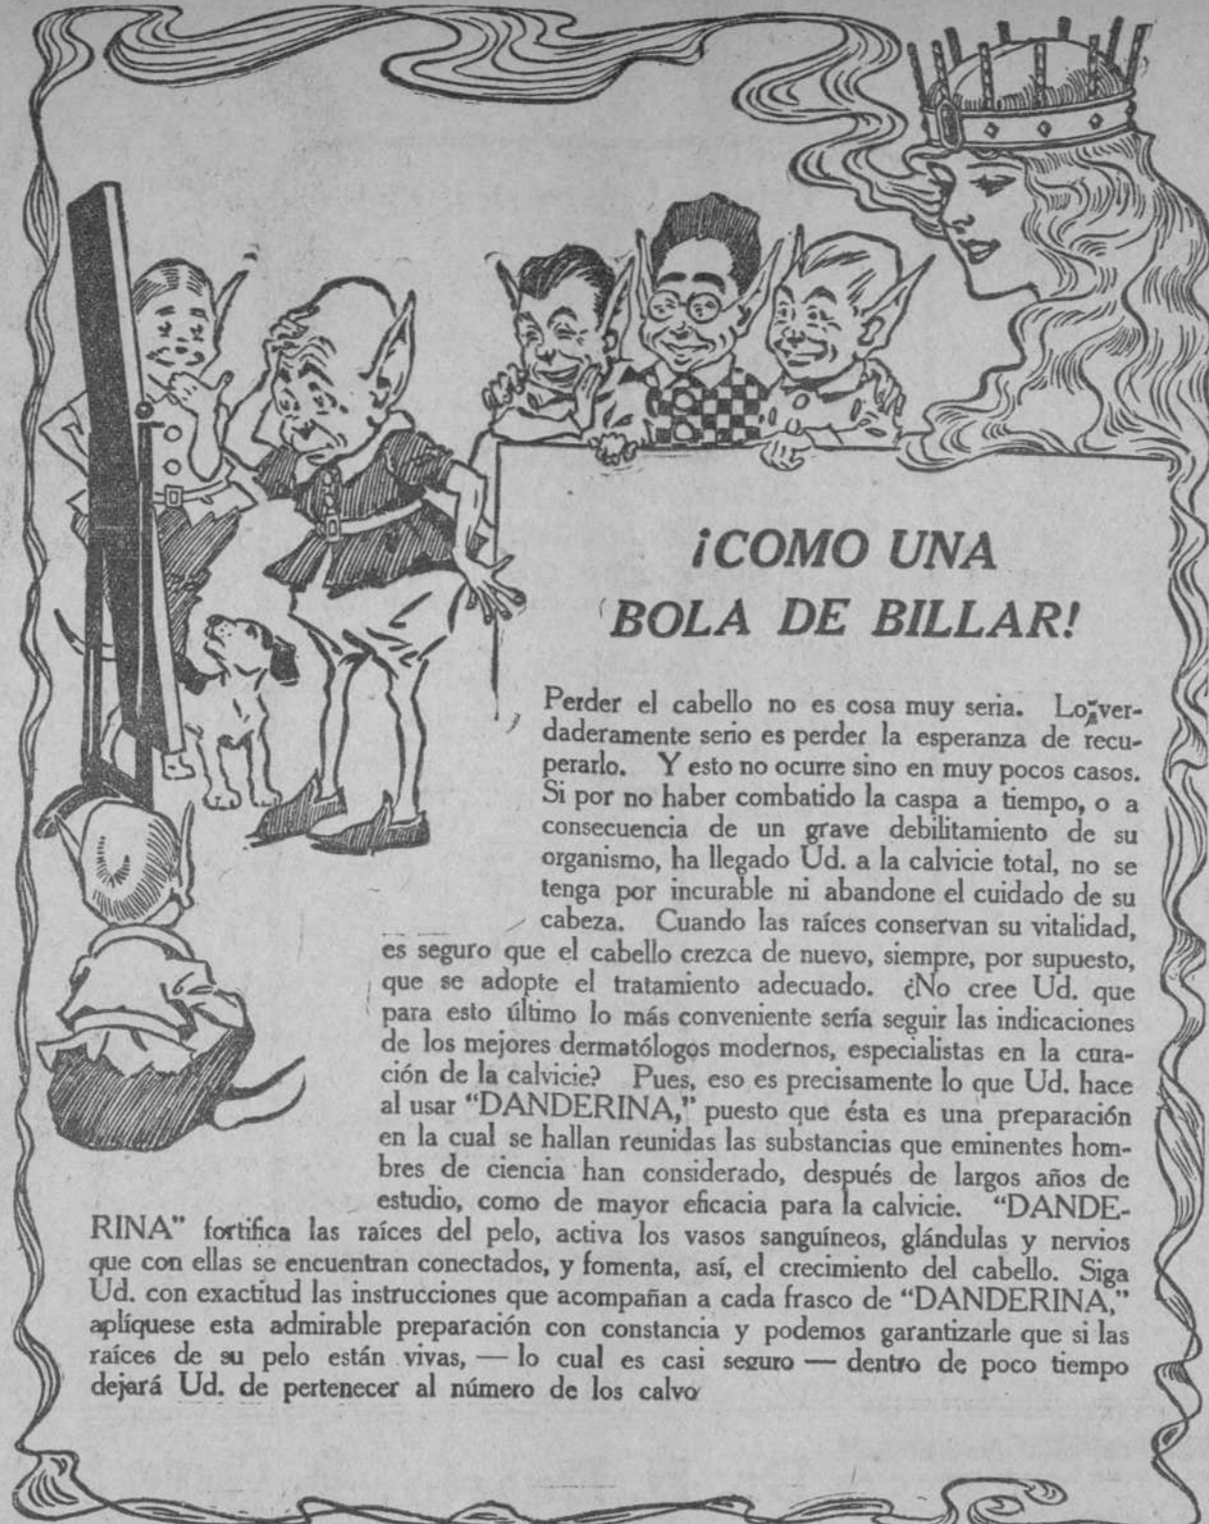 ¡COMO UNA
BOLA DE BILLAR!
Perder el cabello no es cosa muy seria. Lo ver-
daderamente serio es perder la esperanza de recu-
perarlo. Y esto no ocurre sino en muy pocos casos.
Si por no haber combatido la caspa a tiempo, o a
consecuencia de un grave debilitamiento de su
organismo, ha llegado Ud. a la calvicie total, no se
tenga por incurable ni abandone el cuidado de su
cabeza. Cuando las raíces conservan su vitalidad,
es seguro que el cabello crezca de nuevo, siempre, por supuesto,
que se adopte el tratamiento adecuado. ¿No cree Ud. que
para esto último lo más conveniente sería seguir las indicaciones
de los mejores dermatólogos modernos, especialistas en la cura-
ción de la calvicie? Pues, eso es precisamente lo que Ud. hace
al usar “DANDERINA,” puesto que ésta es una preparación
en la cual se hallan reunidas las substancias que eminentes hom-
bres de ciencia han considerado, después de largos años de
estudio, como de mayor eficacia para la calvicie. “DANDE-
RINA” fortifica las raíces del pelo, activa los vasos sanguíneos, glándulas y nervios
que con ellas se encuentran conectados, y fomenta, así, el crecimiento del cabello. Siga
Ud. con exactitud las instrucciones que acompañan a cada frasco de “DANDERINA,”
aplíquese esta admirable preparación con constancia y podemos garantizarle que si las
raíces de su pelo están vivas, — lo cual es casi seguro — dentro de poco tiempo
dejará Ud. de pertenecer al número de los calvo